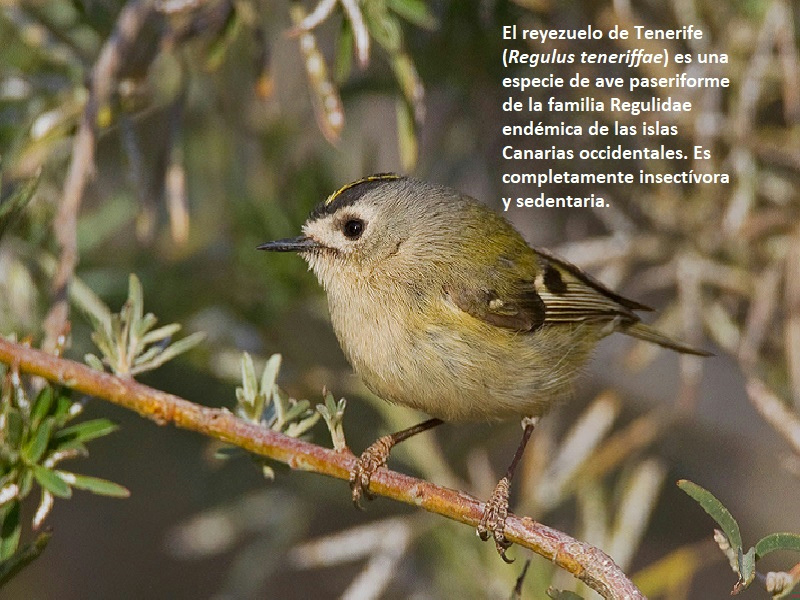 El reyezuelo de Tenerife
(Regulus teneriffae) es una
especie de ave paseriforme
de la familia Regulidae
endémica de las islas
Canarias occidentales. Es
completamente insectívora
y sedentaria.